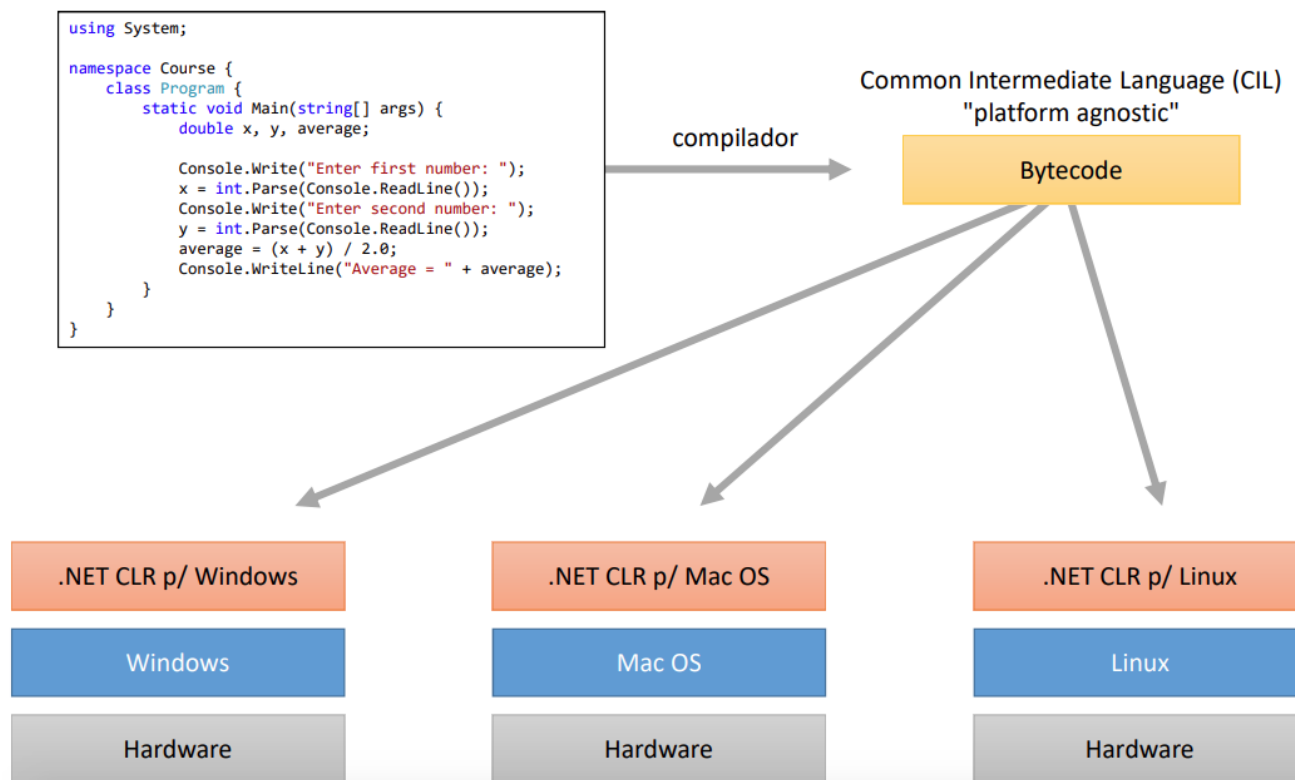 using System;
namespace Course {
    class Program {
        static void Main(string[] args) {
            double x, y, average;
            Console.Write("Enter first number: ");
            x = int.Parse(Console.ReadLine());
            Console.Write("Enter second number: ");
            y = int.Parse(Console.ReadLine());
            average = (x + y) / 2.0;
            Console.WriteLine("Average = " + average);
        }
    }
}
compilador
Common Intermediate Language (CIL)
"platform agnostic"
Bytecode
.NET CLR p/ Windows
Windows
Hardware
.NET CLR p/ Mac OS
Mac OS
Hardware
.NET CLR p/ Linux
Linux
Hardware